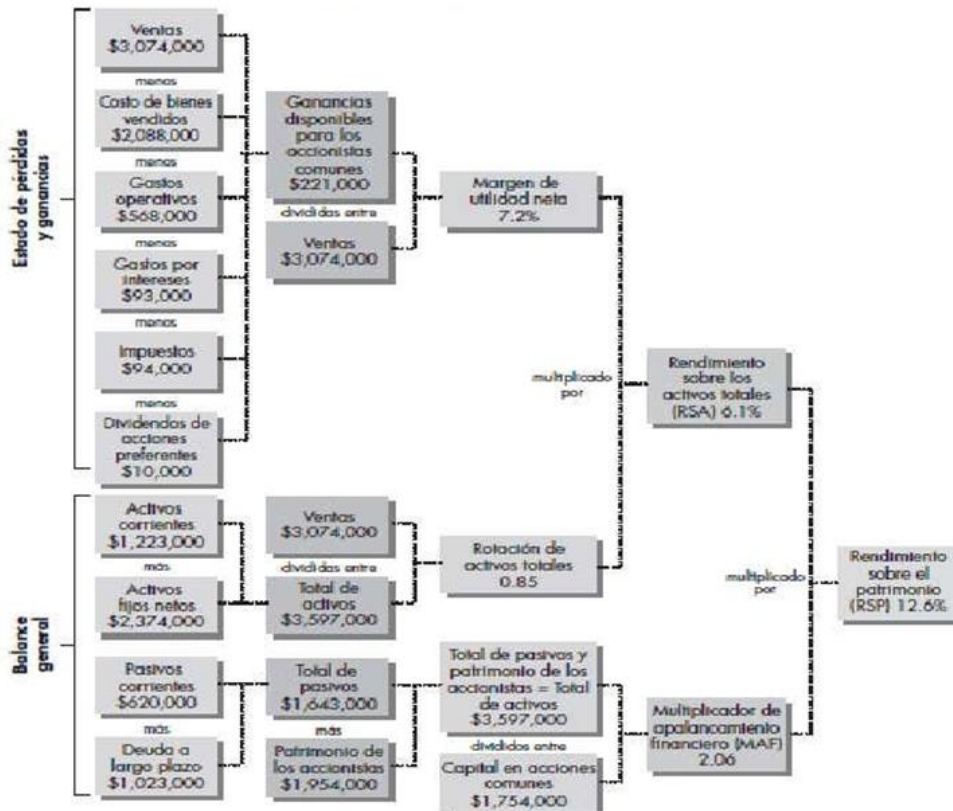 Estado de pérdidas
y ganancias
Ventas
$3,074,000
menos
Costo de bienes
vendidos
$2,088,000
menos
Gastos
operativos
$568,000
menos
Gastos por
intereses
$93,000
menos
Impuestos
$94,000
menos
Dividendos de
acciones
preferentes
$10,000
Ganancias
disponibles
para los
accionistas
comunes
$221,000
divididas entre
Ventas
$3,074,000
Margen de
utilidad neta
7.2%
multiplicado
por
Rendimiento
sobre los
activos totales
(RSA) 6.1%
Balance
general
Activos
corrientes
$1,223,000
más
Activos
fijos netos
$2,374,000
Ventas
$3,074,000
divididas entre
Total de
activos
$3,597,000
Rotación de
activos totales
0.85
Pasivos
corrientes
$620,000
más
Deuda a
largo plazo
$1,023,000
Total de
pasivos
$1,643,000
más
Patrimonio de
los accionistas
$1,954,000
Total de pasivos y
patrimonio de los
accionistas = Total
de activos
$3,597,000
divididos entre
Capital en acciones
comunes
$1,754,000
Multiplicador de
apalancamiento
financiero (MAF)
2.06
multiplicado
por
Rendimiento
sobre el
patrimonio
(RSP) 12.6%